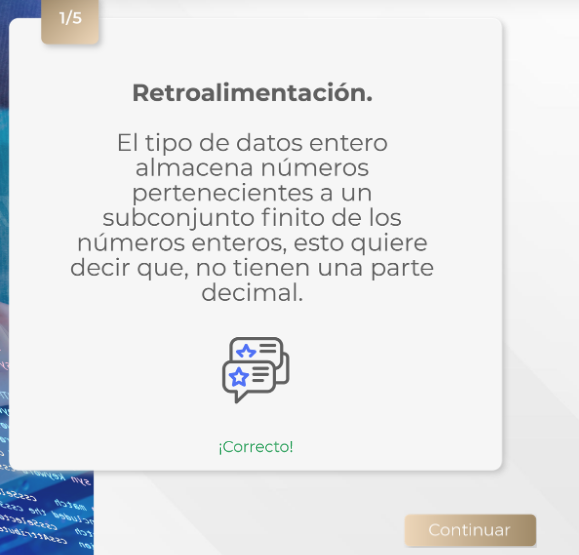 1/5
Retroalimentación.
El tipo de datos entero
almacena números
pertenecientes a un
subconjunto finito de los
números enteros, esto quiere
decir que, no tienen una parte
decimal.
¡Correcto!
Continuar